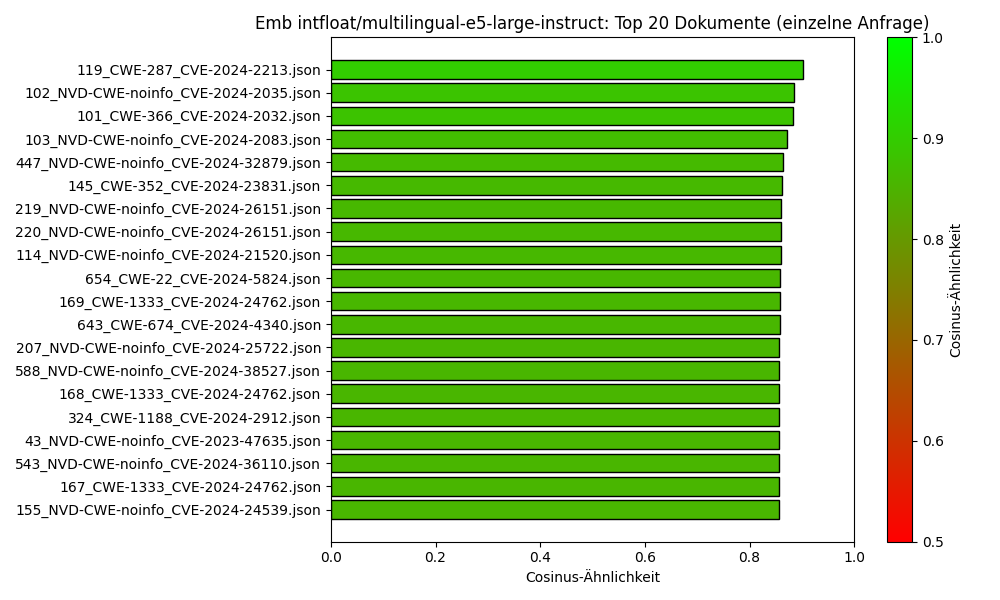 Emb intfloat/multilingual-e5-large-instruct: Top 20 Dokumente (einzelne Anfrage)
119_CWE-287_CVE-2024-2213.json
102_NVD-CWE-noinfo_CVE-2024-2035.json
101_CWE-366_CVE-2024-2032.json
103_NVD-CWE-noinfo_CVE-2024-2083.json
447_NVD-CWE-noinfo_CVE-2024-32879.json
145_CWE-352_CVE-2024-23831.json
219_NVD-CWE-noinfo_CVE-2024-26151.json
220_NVD-CWE-noinfo_CVE-2024-26151.json
114_NVD-CWE-noinfo_CVE-2024-21520.json
654_CWE-22_CVE-2024-5824.json
169_CWE-1333_CVE-2024-24762.json
643_CWE-674_CVE-2024-4340.json
207_NVD-CWE-noinfo_CVE-2024-25722.json
588_NVD-CWE-noinfo_CVE-2024-38527.json
168_CWE-1333_CVE-2024-24762.json
324_CWE-1188_CVE-2024-2912.json
43_NVD-CWE-noinfo_CVE-2023-47635.json
543_NVD-CWE-noinfo_CVE-2024-36110.json
167_CWE-1333_CVE-2024-24762.json
155_NVD-CWE-noinfo_CVE-2024-24539.json
0.0 0.2 0.4 0.6 0.8 1.0
Cosinus-Ähnlichkeit
1.0
0.9
0.8
0.7
0.6
0.5
Cosinus-Ähnlichkeit